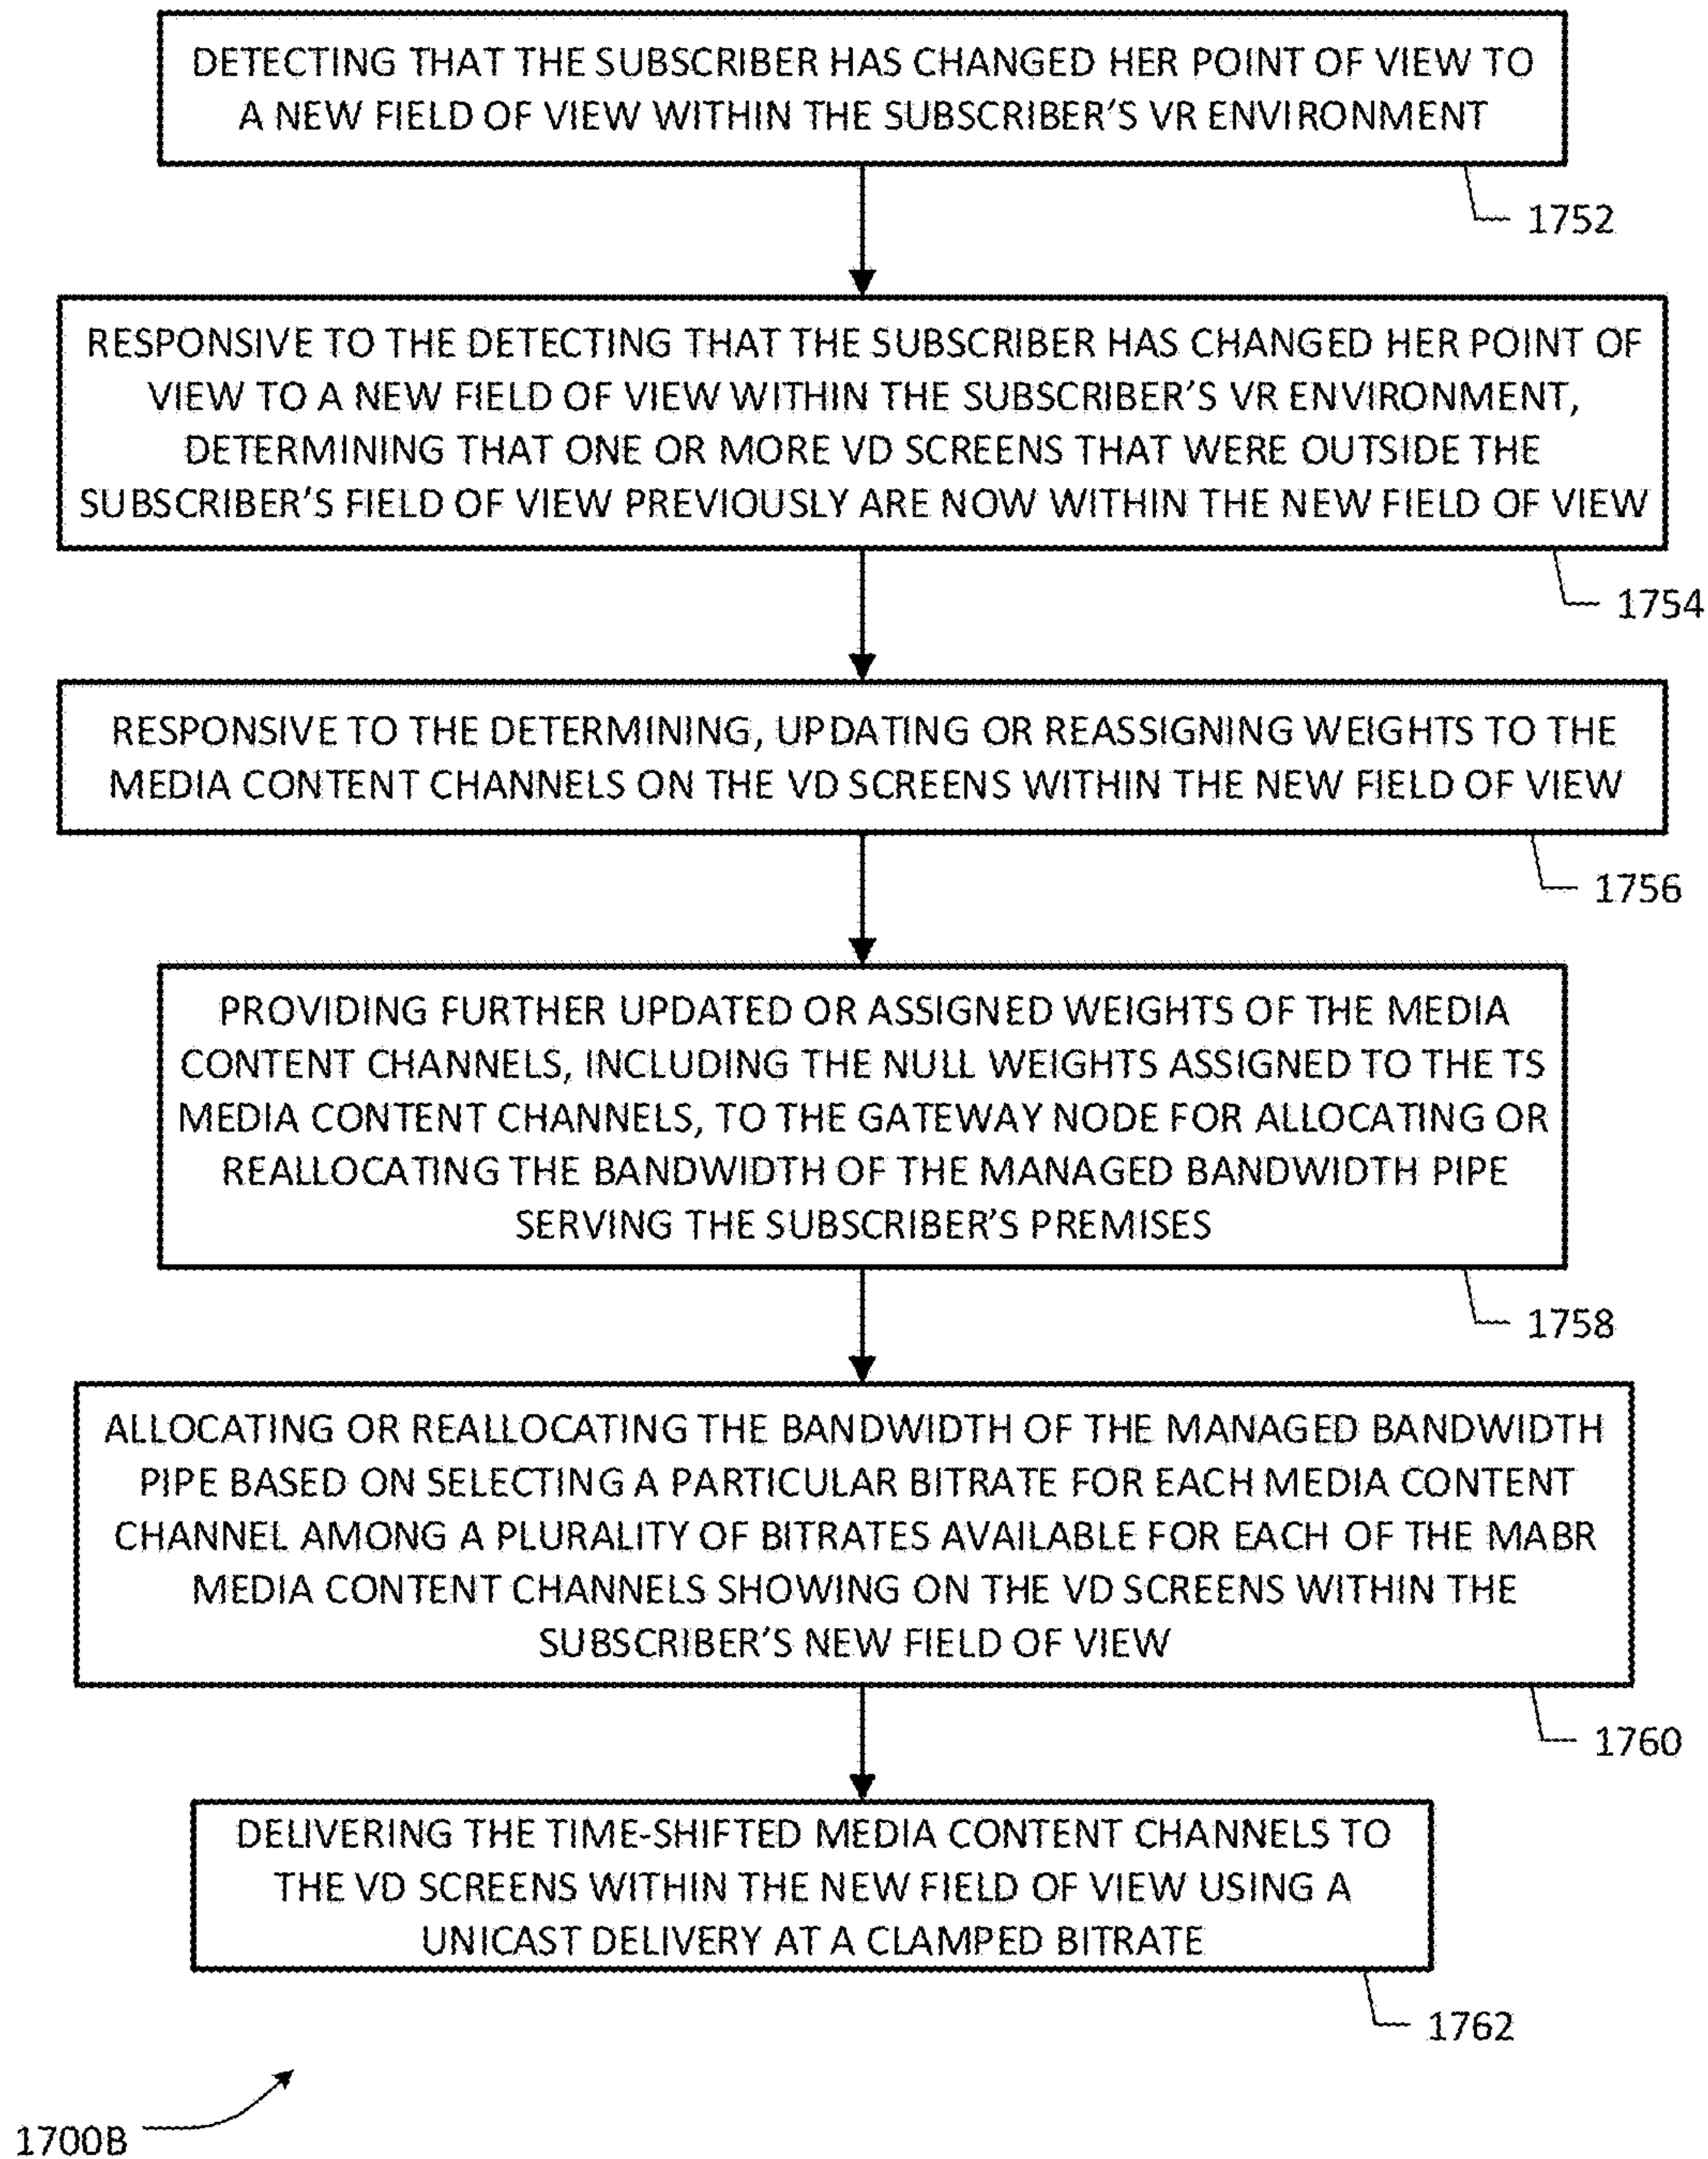 DETECTING THAT THE SUBSCRIBER HAS CHANGED HER POINT OF VIEW TO
A NEW FIELD OF VIEW WITHIN THE SUBSCRIBER'S VR ENVIRONMENT
1752
RESPONSIVE TO THE DETECTING THAT THE SUBSCRIBER HAS CHANGED HER POINT OF
VIEW TO A NEW FIELD OF VIEW WITHIN THE SUBSCRIBER'S VR ENVIRONMENT,
DETERMINING THAT ONE OR MORE VD SCREENS THAT WERE OUTSIDE THE
SUBSCRIBER'S FIELD OF VIEW PREVIOUSLY ARE NOW WITHIN THE NEW FIELD OF VIEW
1754
RESPONSIVE TO THE DETERMINING, UPDATING OR REASSIGNING WEIGHTS TO THE
MEDIA CONTENT CHANNELS ON THE VD SCREENS WITHIN THE NEW FIELD OF VIEW
1756
PROVIDING FURTHER UPDATED OR ASSIGNED WEIGHTS OF THE MEDIA
CONTENT CHANNELS, INCLUDING THE NULL WEIGHTS ASSIGNED TO THE TS
MEDIA CONTENT CHANNELS, TO THE GATEWAY NODE FOR ALLOCATING OR
REALLOCATING THE BANDWIDTH OF THE MANAGED BANDWIDTH PIPE
SERVING THE SUBSCRIBER'S PREMISES
1758
ALLOCATING OR REALLOCATING THE BANDWIDTH OF THE MANAGED BANDWIDTH
PIPE BASED ON SELECTING A PARTICULAR BITRATE FOR EACH MEDIA CONTENT
CHANNEL AMONG A PLURALITY OF BITRATES AVAILABLE FOR EACH OF THE MABR
MEDIA CONTENT CHANNELS SHOWING ON THE VD SCREENS WITHIN THE
SUBSCRIBER'S NEW FIELD OF VIEW
1760
DELIVERING THE TIME-SHIFTED MEDIA CONTENT CHANNELS TO
THE VD SCREENS WITHIN THE NEW FIELD OF VIEW USING A
UNICAST DELIVERY AT A CLAMPED BITRATE
1762
1700B